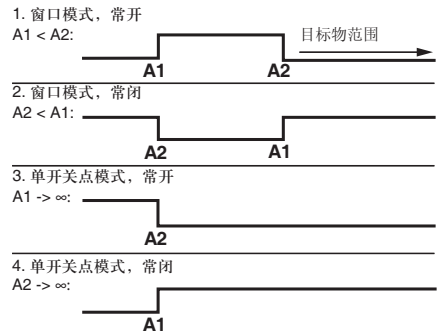 1. 窗口模式，常开
A1 < A2:
目标物范围
A1 A2
2. 窗口模式，常闭
A2 < A1:
A2 A1
3. 单开关点模式，常开
A1 -> ∞:
A2
4. 单开关点模式，常闭
A2 -> ∞:
A1